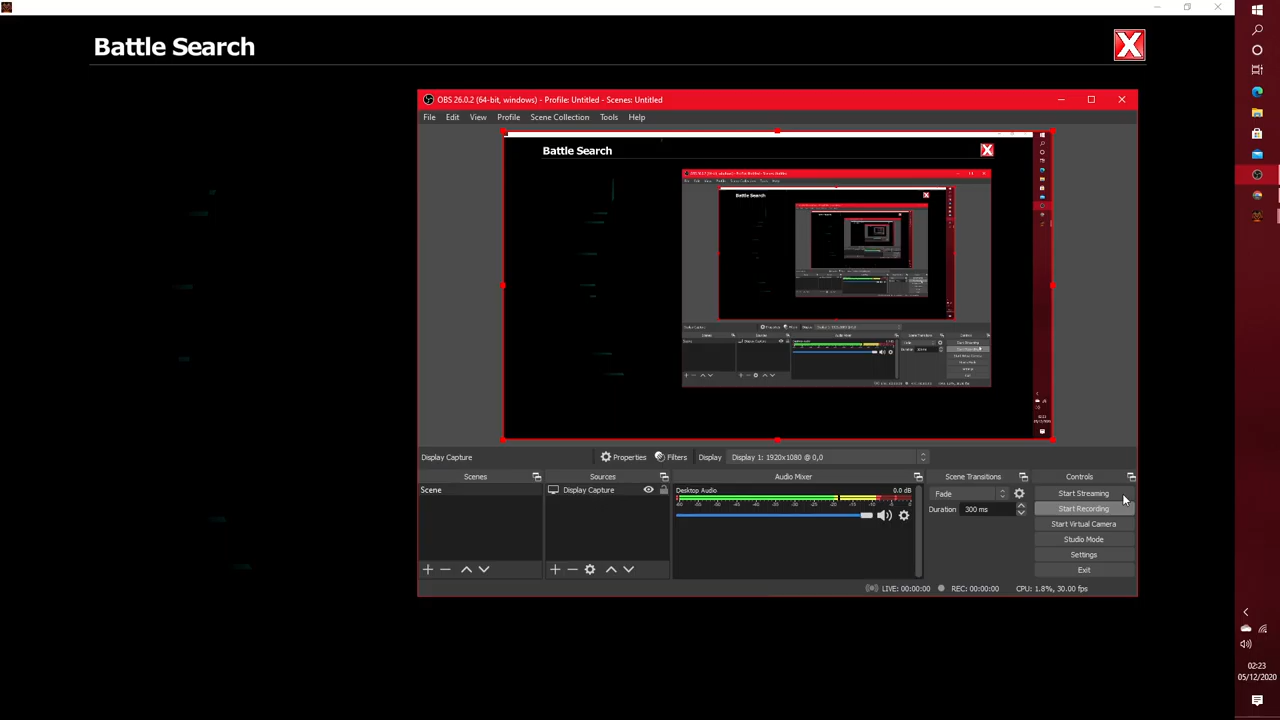 Battle Search
OBS 26.0.2 (64-bit, windows) - Profile: Untitled - Scenes: Untitled
File Edit View Profile Scene Collection Tools Help
Battle Search
Battle Search
Display Capture Properties Filters Display Display 1: 1920x1080 @ 0,0
Scenes Sources Audio Mixer Scene Transitions Controls
Scene
Display Capture
Desktop Audio 0.0 dB
Fade
Duration 300 ms
Start Streaming
Start Recording
Start Virtual Camera
Studio Mode
Settings
Exit
LIVE: 00:00:00 REC: 00:00:00 CPU: 1.8%, 30.00 fps
02:23
05/12/2020